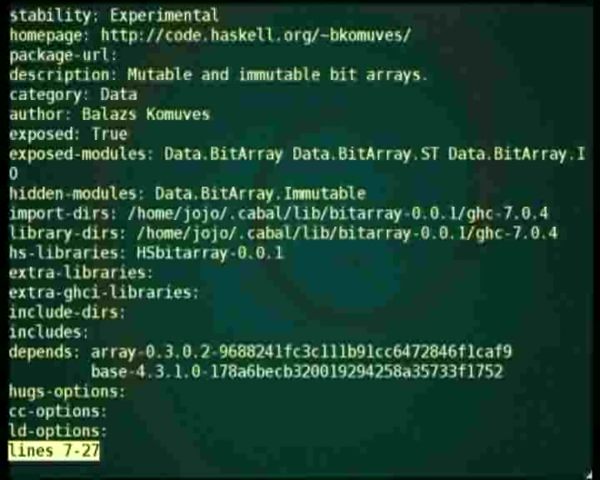 stability: Experimental
homepage: http://code.haskell.org/~bkomuves/
package-url:
description: Mutable and immutable bit arrays.
category: Data
author: Balazs Komuves
exposed: True
exposed-modules: Data.BitArray Data.BitArray.ST Data.BitArray.I
O
hidden-modules: Data.BitArray.Immutable
import-dirs: /home/jojo/.cabal/lib/bitarray-0.0.1/ghc-7.0.4
library-dirs: /home/jojo/.cabal/lib/bitarray-0.0.1/ghc-7.0.4
hs-libraries: HSbitarray-0.0.1
extra-libraries:
extra-ghci-libraries:
include-dirs:
includes:
depends: array-0.3.0.2-9688241fc3c111b91cc6472846f1caf9
base-4.3.1.0-178a6becb320019294258a35733f1752
hugs-options:
cc-options:
ld-options:
lines 7-27